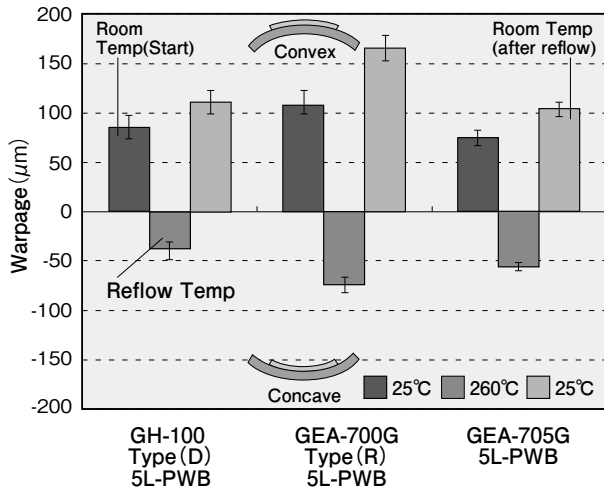 200
150
100
50
0
-50
-100
-150
-200
Warpage(μm)
Room
Temp(Start)
Convex
Room Temp
(after reflow)
Reflow Temp
Concave
25℃
260℃
25℃
GH-100
Type(D)
5L-PWB
GEA-700G
Type(R)
5L-PWB
GEA-705G
5L-PWB